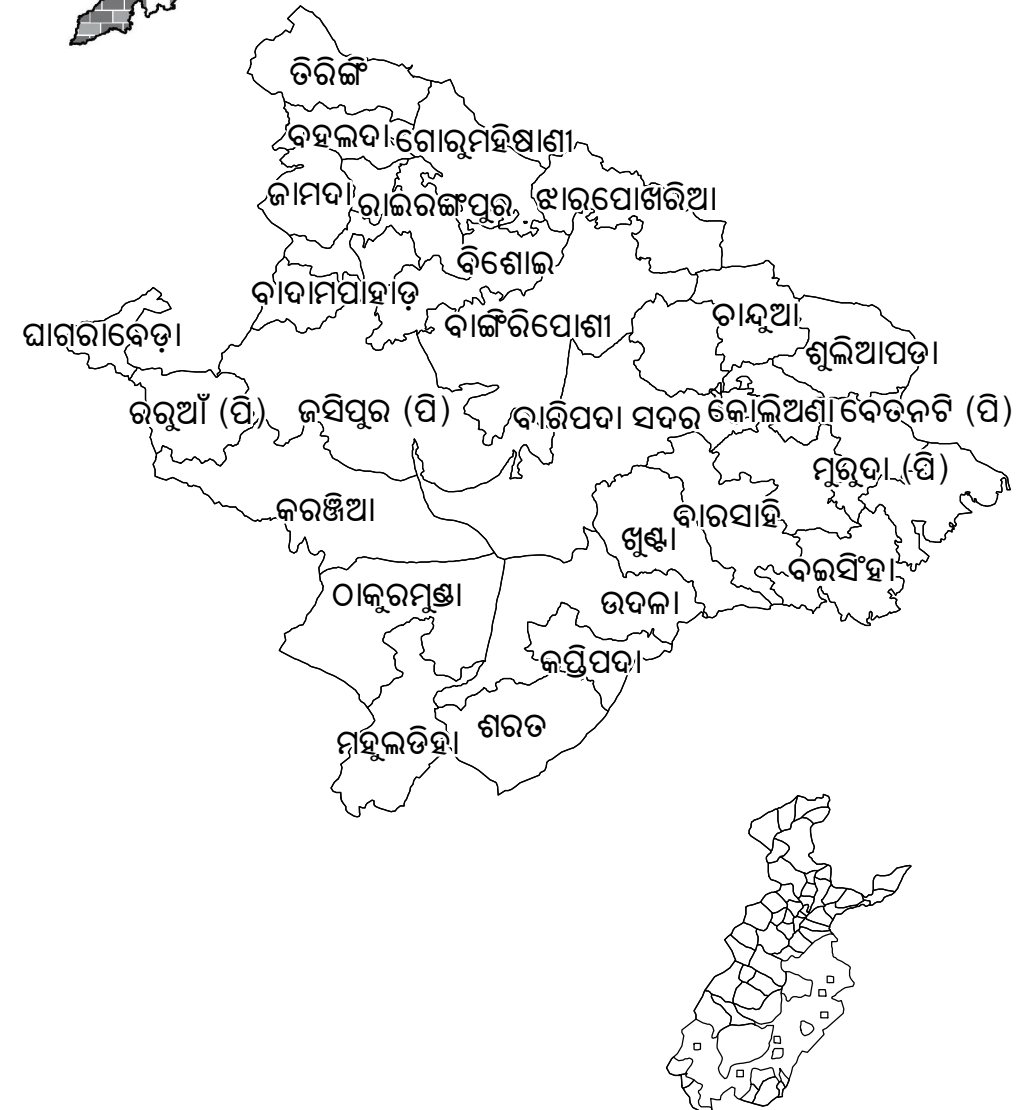 ତିରିଙ୍ଗି
ବହଲଦା ଗୋରୁମହିଷାଣୀ
ଜାମଦା ରାଇରଙ୍ଗପୁର ଝାରପୋଖରିଆ
ବିଶୋଇ
ବାଦାମପାହାଡ଼
ଘାଗରାବେଡ଼ା ବାଙ୍ଗିରିପୋଶୀ ଚାନ୍ଦୁଆ
ଶୁଲିଆପଡା
ରରୁଆଁ (ପି) ଜସିପୁର (ପି) ବାରିପଦା ସଦର କୋଲିଅଣା ବେତନଟି (ପି)
ମୁରୁଦା (ପି)
କରଞ୍ଜିଆ ଖୁଣ୍ଟା ବାରସାହି
ବଇସିଂହା
ଠାକୁରମୁଣ୍ଡା ଉଦଳା
କପ୍ତିପଦା
ମହୁଲଡିହା ଶରତ